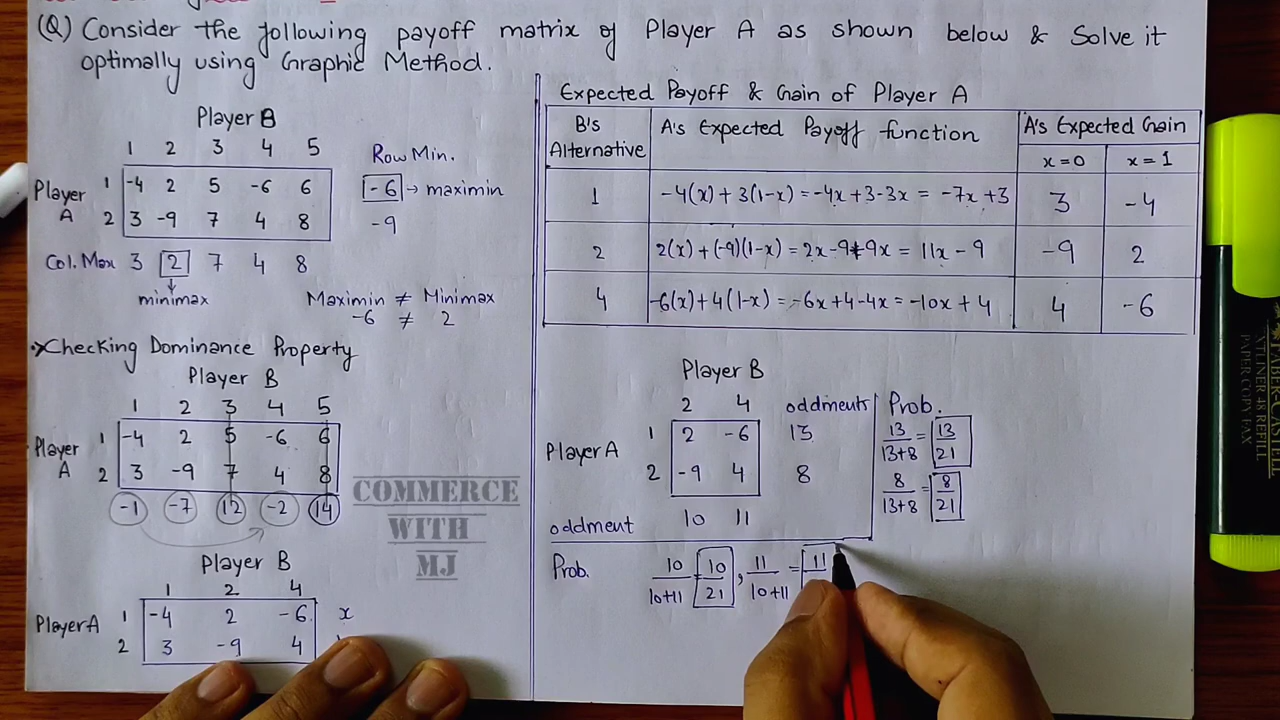 (Q) Consider the following payoff matrix of Player A as shown below & Solve it
optimally using Graphic Method.
Player B
1 2 3 4 5
Row Min.
Player A 1 -4 2 5 -6 6 -6 → maximin
2 3 -9 7 4 8 -9
Col. Max 3 2 7 4 8
minimax
Maximin ≠ Minimax
-6 ≠ 2
Checking Dominance Property
Player B
1 2 3 4 5
Player A 1 -4 2 5 -6 6
2 3 -9 7 4 8
-1 -7 12 -2 14
Player B
1 2 4
Player A 1 -4 2 -6 x
2 3 -9 4
COMMERCE
WITH
MJ
Expected Payoff & Gain of Player A
B's Alternative A's Expected Payoff function A's Expected Gain
x=0 x=1
1 -4(x)+3(1-x)=-4x+3-3x = -7x+3 3 -4
2 2(x)+(-9)(1-x)=2x-9+9x = 11x-9 -9 2
4 -6(x)+4(1-x)=-6x+4-4x=-10x+4 4 -6
Player B
2 4 oddments Prob.
Player A 1 2 -6 13 13/13+8 = 13/21
2 -9 4 8 8/13+8 = 8/21
oddment 10 11
Prob. 10/10+11 = 10/21, 11/10+11 = 11
XTLINER 48 REFILL
PAPER COPY FAX